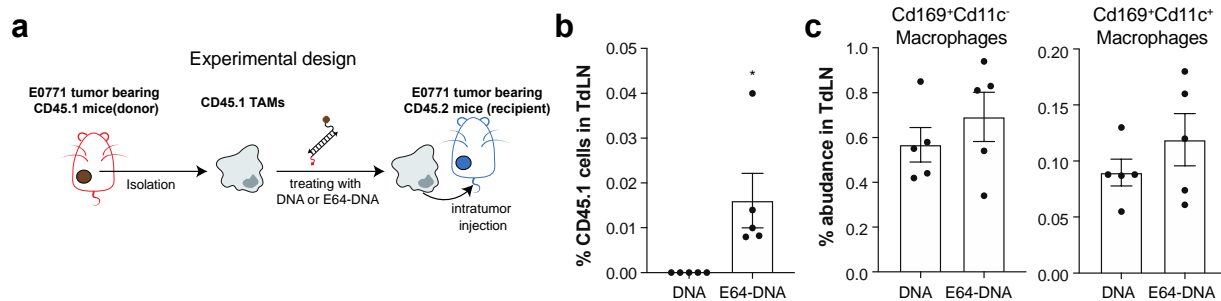 a
Experimental design
E0771 tumor bearing
CD45.1 mice(donor)
CD45.1 TAMs
E0771 tumor bearing
CD45.2 mice (recipient)
Isolation
treating with
DNA or E64-DNA
intratumor
injection
b
% CD45.1 cells in TdLN
0.05
0.04
0.03
0.02
0.01
0.00
*
DNA E64-DNA
c
Cd169⁺Cd11c⁻
Macrophages
% abudance in TdLN
1.0
0.8
0.6
0.4
0.2
0.0
DNA E64-DNA
Cd169⁺Cd11c⁺
Macrophages
0.20
0.15
0.10
0.05
0.00
DNA E64-DNA